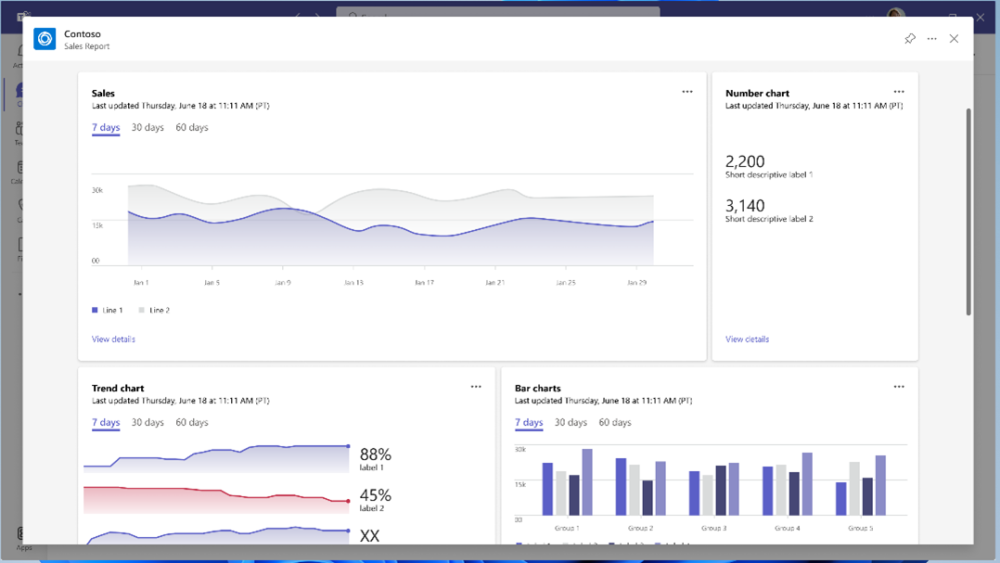 Contoso
Sales Report
Sales
Last updated Thursday, June 18 at 11:11 AM (PT)
7 days 30 days 60 days
30k
15k
00
Jan 1 Jan 5 Jan 9 Jan 17 Jan 21 Jan 29
Line 1 Line 2
View details
Number chart
Last updated Thursday, June 18 at 11:11 AM (PT)
2,200
Short descriptive label 1
3,140
Short descriptive label 2
View details
Trend chart
Last updated Thursday, June 18 at 11:11 AM (PT)
7 days 30 days 60 days
88%
label 1
45%
label 2
XX
Bar charts
Last updated Thursday, June 18 at 11:11 AM (PT)
7 days 30 days 60 days
30k
15k
00
Group 1 Group 2 Group 3 Group 4 Group 5
Apps